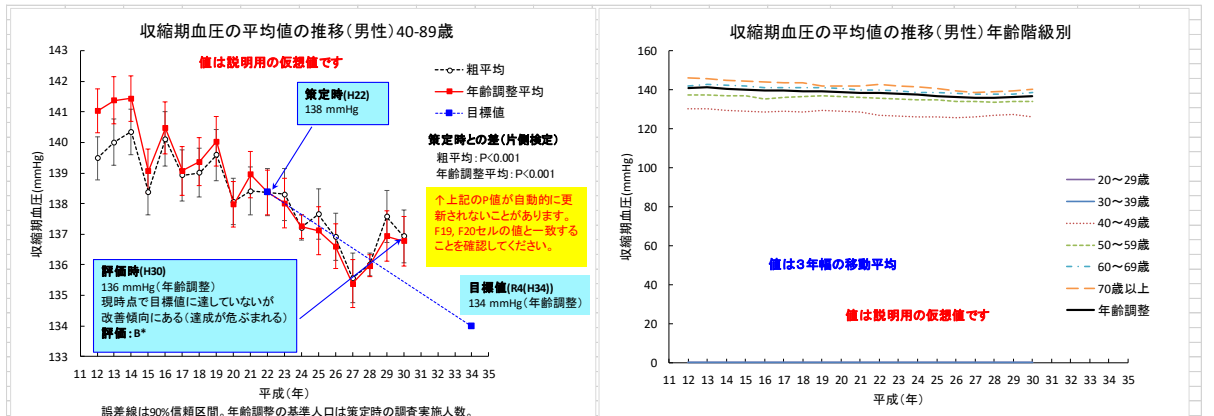 収縮期血圧の平均値の推移(男性)40-89歳
値は説明用の仮想値です
粗平均
年齢調整平均
目標値
策定時(H22)
138 mmHg
策定時との差(片側検定)
粗平均:P<0.001
年齢調整平均:P<0.001
↑上記のP値が自動的に更
新されないことがあります。
F19, F20セルの値と一致する
ことを確認してください。
評価時(H30)
136 mmHg(年齢調整)
現時点で目標値に達していないが
改善傾向にある(達成が危ぶまれる)
評価:B*
目標値(R4(H34))
134 mmHg(年齢調整)
収縮期血圧(mmHg)
143
142
141
140
139
138
137
136
135
134
133
11 12 13 14 15 16 17 18 19 20 21 22 23 24 25 26 27 28 29 30 31 32 33 34 35
平成(年)
誤差線は90%信頼区間。年齢調整の基準人口は策定時の調査実施人数。
収縮期血圧の平均値の推移(男性)年齢階級別
収縮期血圧(mmHg)
160
140
120
100
80
60
40
20
0
20~29歳
30~39歳
40~49歳
50~59歳
60~69歳
70歳以上
年齢調整
値は3年幅の移動平均
値は説明用の仮想値です
11 12 13 14 15 16 17 18 19 20 21 22 23 24 25 26 27 28 29 30 31 32 33 34 35
平成(年)